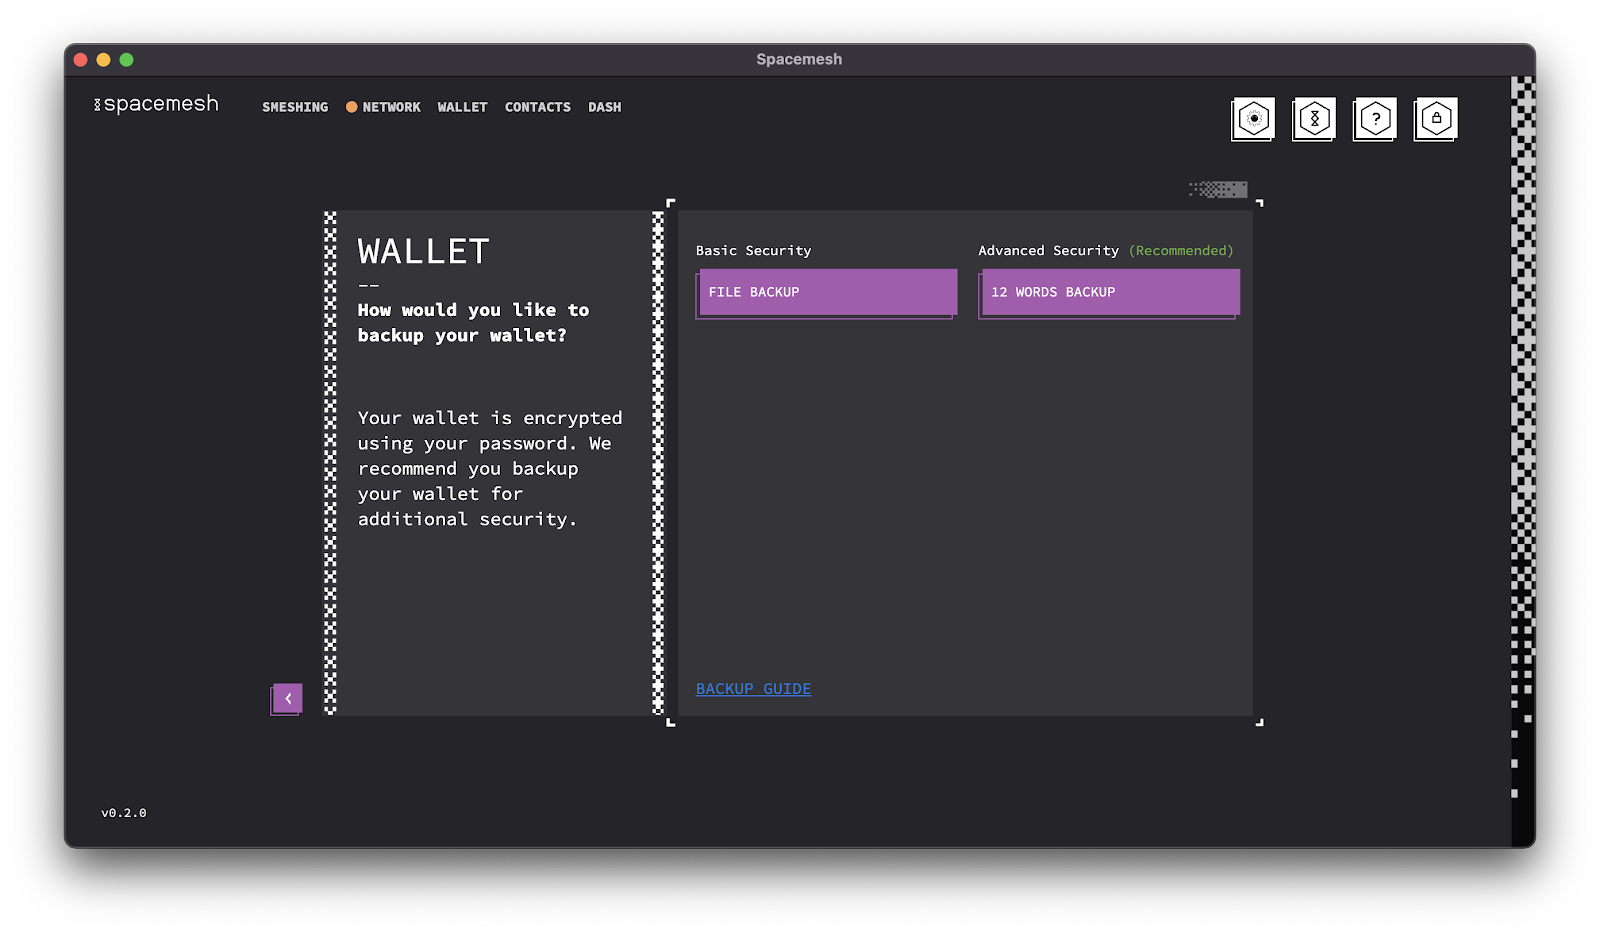 Spacemesh
spacemesh
SMESHING NETWORK WALLET CONTACTS DASH
?
WALLET
--
How would you like to
backup your wallet?
Your wallet is encrypted
using your password. We
recommend you backup
your wallet for
additional security.
Basic Security
FILE BACKUP
Advanced Security (Recommended)
12 WORDS BACKUP
BACKUP GUIDE
v0.2.0